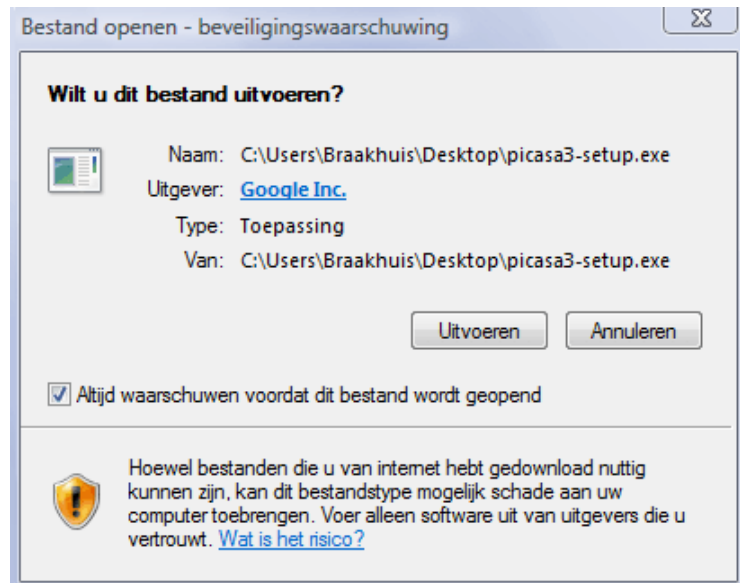 Bestand openen - beveiligingswaarschuwing
Wilt u dit bestand uitvoeren?
Naam: C:\Users\Braakhuis\Desktop\picasa3-setup.exe
Uitgever: Google Inc.
Type: Toepassing
Van: C:\Users\Braakhuis\Desktop\picasa3-setup.exe
Uitvoeren Annuleren
Altijd waarschuwen voordat dit bestand wordt geopend
Hoewel bestanden die u van internet hebt gedownload nuttig
kunnen zijn, kan dit bestandstype mogelijk schade aan uw
computer toebrengen. Voer alleen software uit van uitgevers die u
vertrouwt. Wat is het risico?